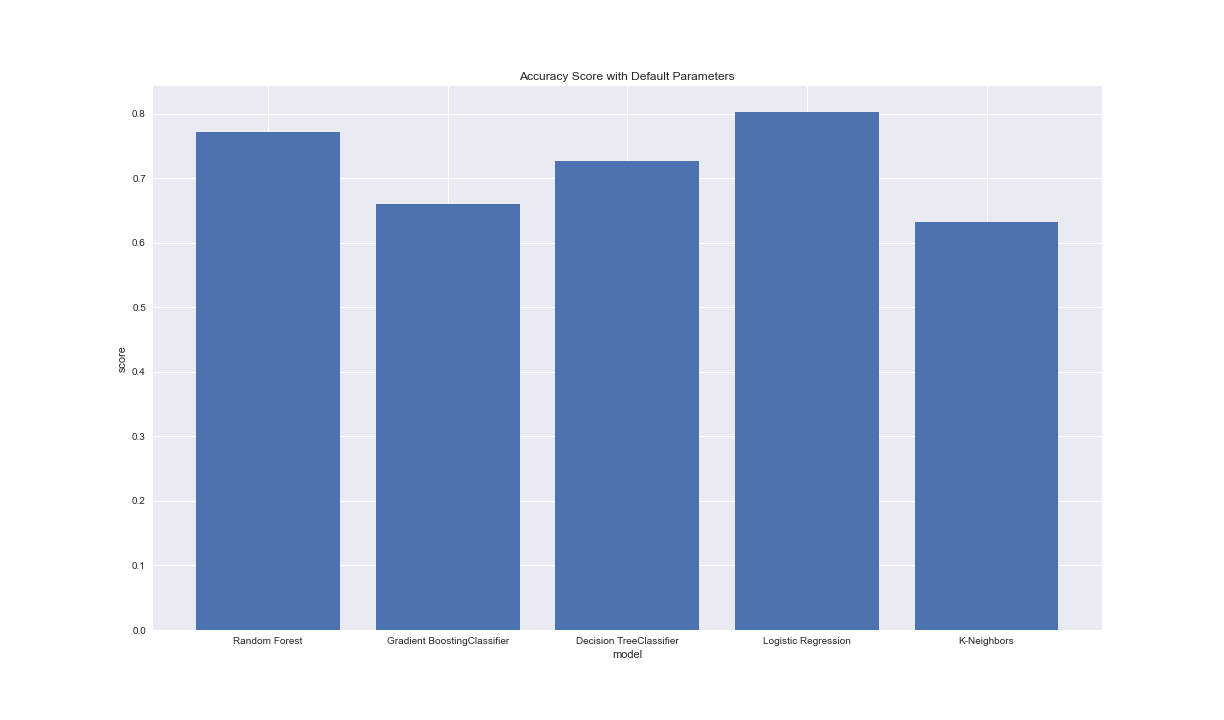 Accuracy Score with Default Parameters
0.8
0.7
0.6
0.5
0.4
0.3
0.2
0.1
0.0
score
Random Forest
Gradient BoostingClassifier
Decision TreeClassifier
Logistic Regression
K-Neighbors
model